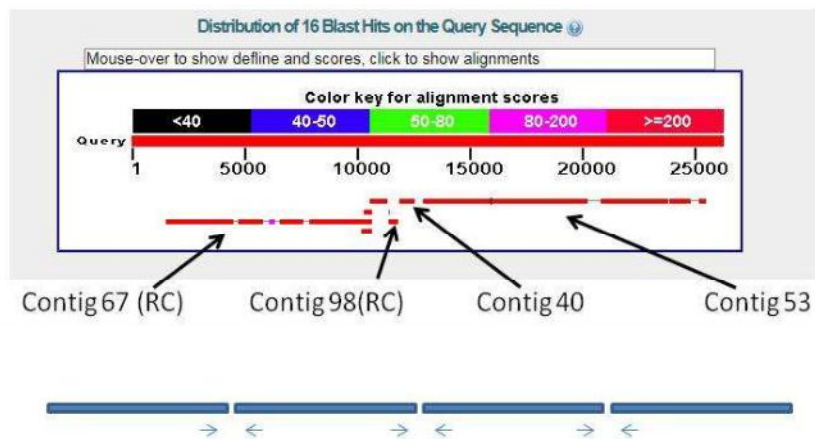 Distribution of 16 Blast Hits on the Query Sequence
Mouse-over to show defline and scores, click to show alignments
Color key for alignment scores
<40 40-50 50-80 80-200 >=200
Query
1 5000 10000 15000 20000 25000
Contig 67 (RC) Contig 98(RC) Contig 40 Contig 53